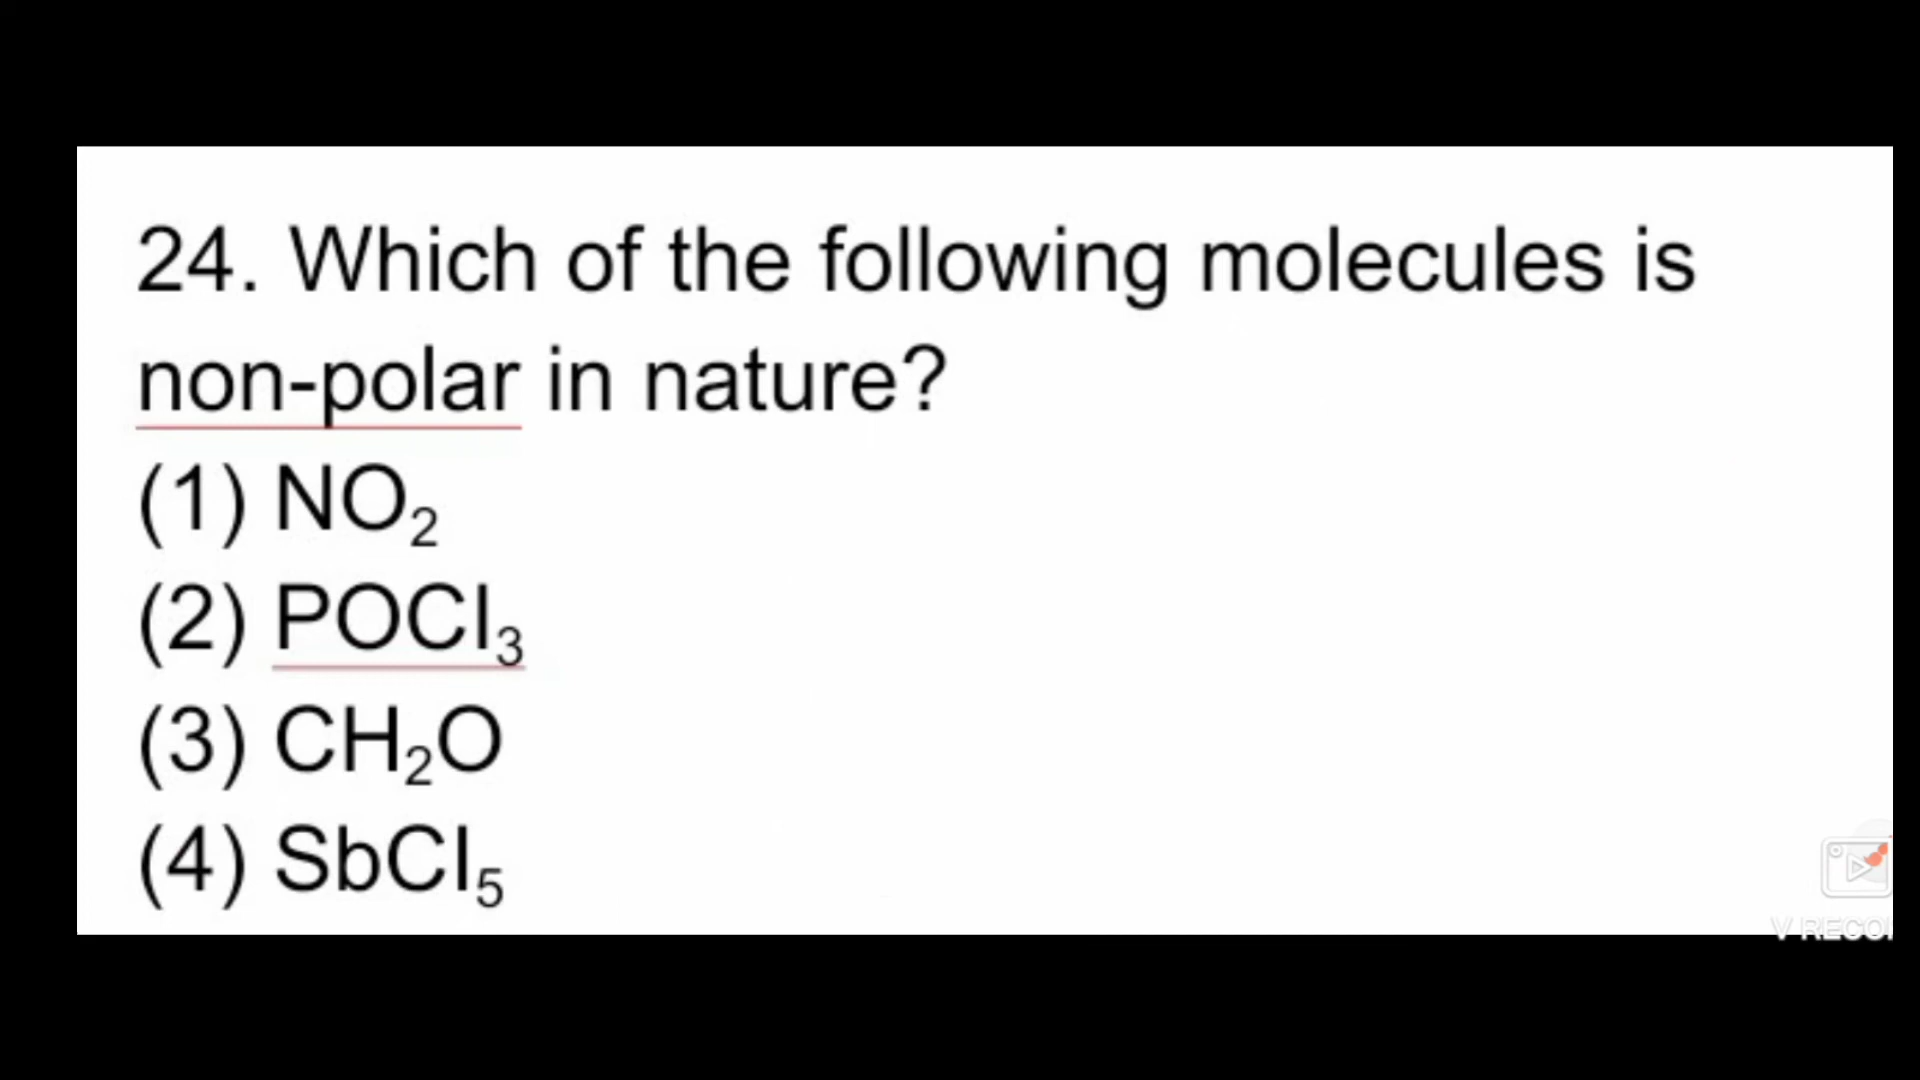 24. Which of the following molecules is
non-polar in nature?
(1) NO₂
(2) POCl₃
(3) CH₂O
(4) SbCl₅
V RECO